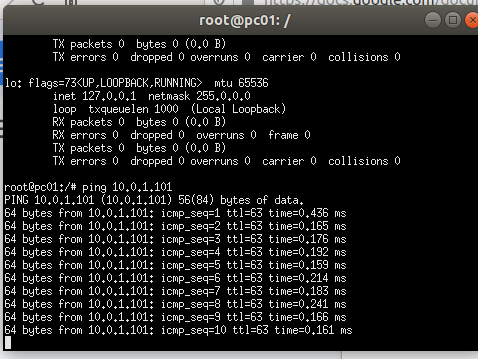 https://docs.google.com/docu
root@pc01: /
TX packets 0 bytes 0 (0.0 B)
TX errors 0 dropped 0 overruns 0 carrier 0 collisions 0
lo: flags=73<UP,LOOPBACK,RUNNING> mtu 65536
inet 127.0.0.1 netmask 255.0.0.0
loop txqueuelen 1000 (Local Loopback)
RX packets 0 bytes 0 (0.0 B)
RX errors 0 dropped 0 overruns 0 frame 0
TX packets 0 bytes 0 (0.0 B)
TX errors 0 dropped 0 overruns 0 carrier 0 collisions 0
root@pc01:/# ping 10.0.1.101
PING 10.0.1.101 (10.0.1.101) 56(84) bytes of data.
64 bytes from 10.0.1.101: icmp_seq=1 ttl=63 time=0.436 ms
64 bytes from 10.0.1.101: icmp_seq=2 ttl=63 time=0.165 ms
64 bytes from 10.0.1.101: icmp_seq=3 ttl=63 time=0.176 ms
64 bytes from 10.0.1.101: icmp_seq=4 ttl=63 time=0.192 ms
64 bytes from 10.0.1.101: icmp_seq=5 ttl=63 time=0.159 ms
64 bytes from 10.0.1.101: icmp_seq=6 ttl=63 time=0.214 ms
64 bytes from 10.0.1.101: icmp_seq=7 ttl=63 time=0.183 ms
64 bytes from 10.0.1.101: icmp_seq=8 ttl=63 time=0.241 ms
64 bytes from 10.0.1.101: icmp_seq=9 ttl=63 time=0.166 ms
64 bytes from 10.0.1.101: icmp_seq=10 ttl=63 time=0.161 ms